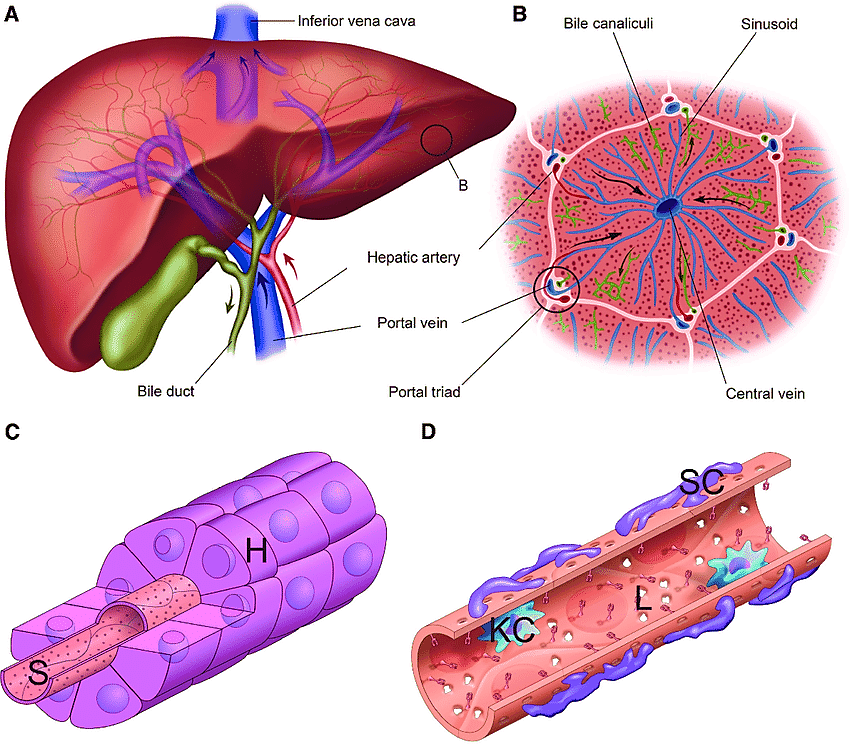 A
Inferior vena cava
B
Hepatic artery
Portal vein
Bile duct
Portal triad
B
Bile canaliculi
Sinusoid
Central vein
C
H
S
D
SC
L
KC